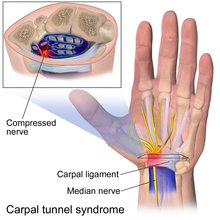 Compressed
nerve
Carpal ligament
Median nerve
Carpal tunnel syndrome